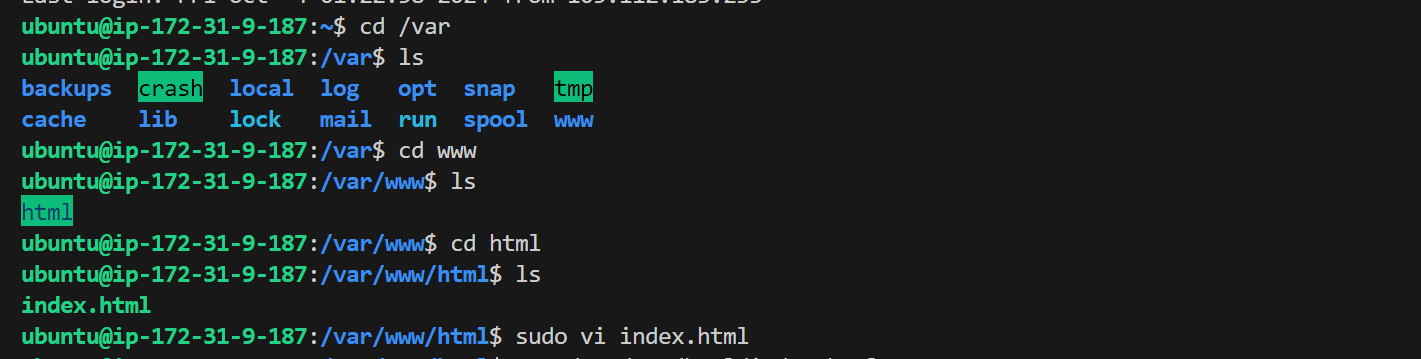 ubuntu@ip-172-31-9-187:~$ cd /var
ubuntu@ip-172-31-9-187:/var$ ls
backups crash local log opt snap tmp
cache lib lock mail run spool www
ubuntu@ip-172-31-9-187:/var$ cd www
ubuntu@ip-172-31-9-187:/var/www$ ls
html
ubuntu@ip-172-31-9-187:/var/www$ cd html
ubuntu@ip-172-31-9-187:/var/www/html$ ls
index.html
ubuntu@ip-172-31-9-187:/var/www/html$ sudo vi index.html